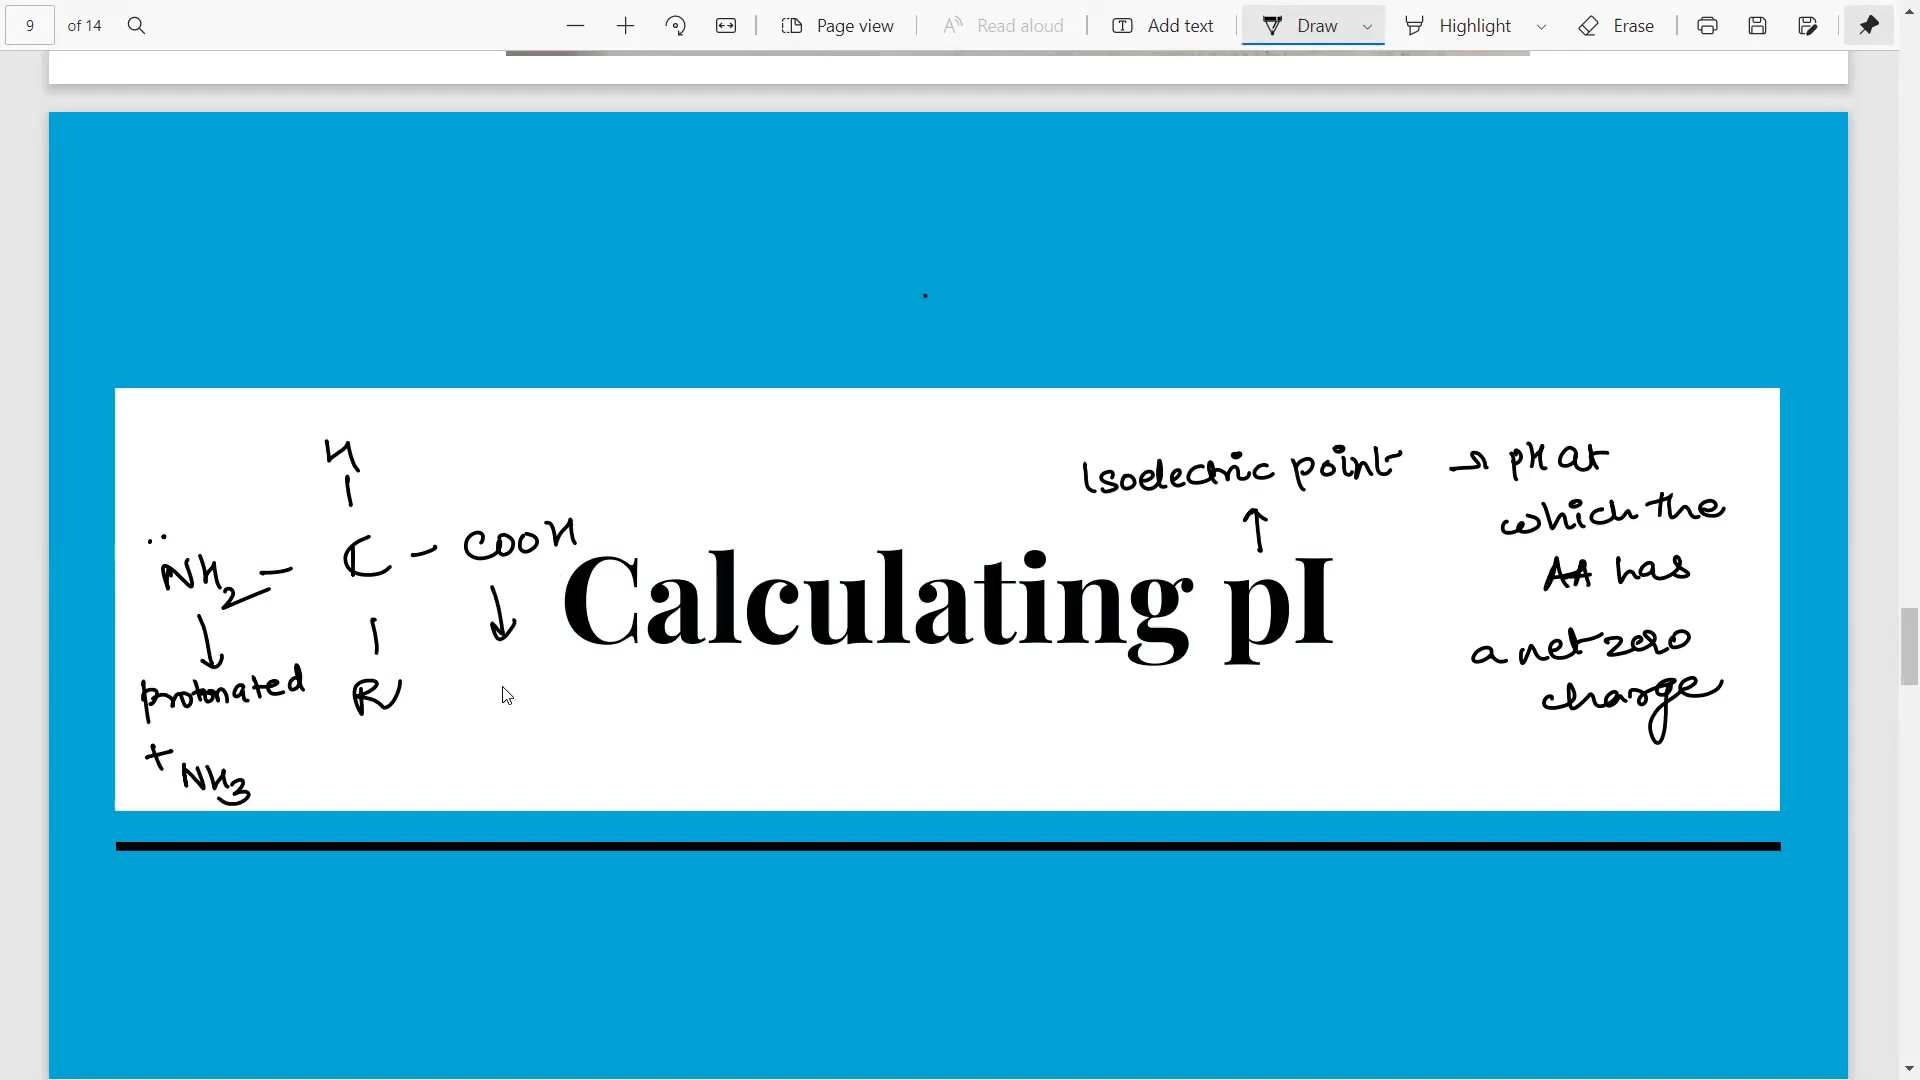 9 of 14 Page view Read aloud Add text Draw Highlight Erase
H
Isoelectric point → pH at
which the
N̈H₂ – C – COOH
AA has
Calculating pI
a net zero
protonated R
charge
+NH₃